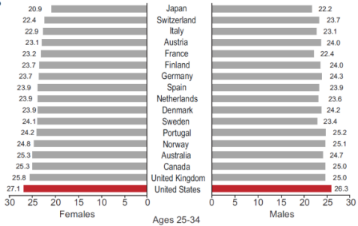 20.9 Japan 22.2
22.4 Switzerland 23.7
22.9 Italy 23.1
23.1 Austria 24.0
23.2 France 22.4
23.7 Finland 24.0
23.7 Germany 24.3
23.9 Spain 23.9
23.9 Netherlands 23.6
23.9 Denmark 24.2
24.1 Sweden 23.4
24.2 Portugal 25.2
24.8 Norway 25.1
25.3 Australia 24.7
25.3 Canada 25.0
25.8 United Kingdom 25.0
27.1 United States 26.3
30 25 20 15 10 5 0 0 5 10 15 20 25 30
Females Males
Ages 25-34